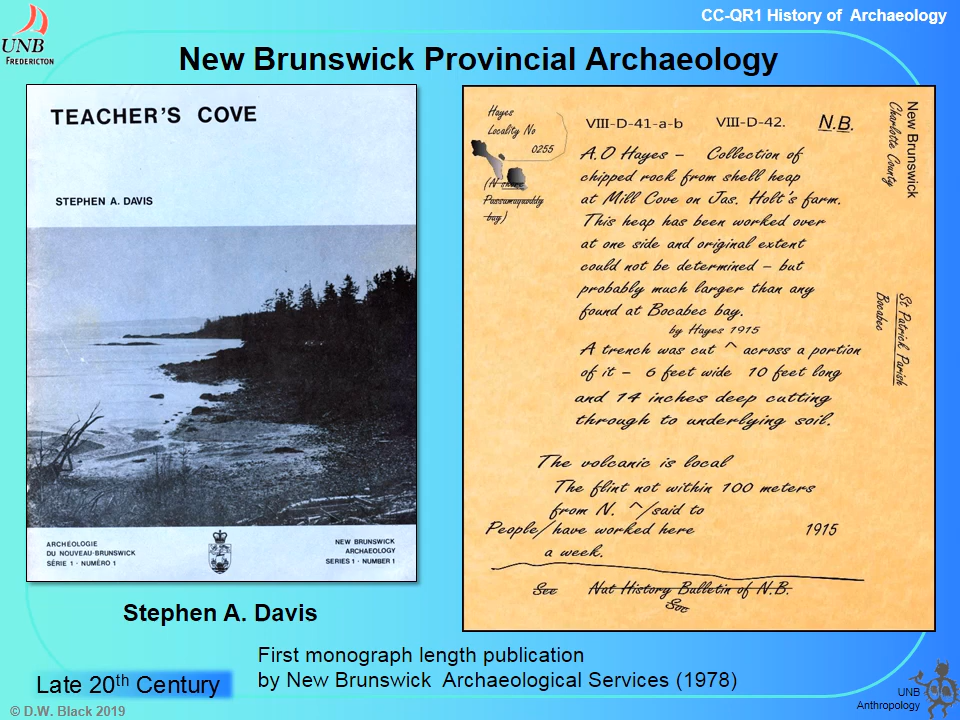 CC-QR1 History of Archaeology
UNB
FREDERICTON
New Brunswick Provincial Archaeology
TEACHER'S COVE
STEPHEN A. DAVIS
ARCHÉOLOGIE
DU NOUVEAU-BRUNSWICK
SÉRIE 1 - NUMÉRO 1
NEW BRUNSWICK
ARCHAEOLOGY
SERIES 1 - NUMBER 1
Hayes
Locality No
0255
(N shore
Passumaquoddy
bay)
VIII-D-41-a-b VIII-D-42. N.B.
A.O Hayes – Collection of
chipped rock from shell heap
at Mill Cove on Jas. Holt's farm.
This heap has been worked over
at one side and original extent
could not be determined – but
probably much larger than any
found at Bocabec bay.
by Hayes 1915
A trench was cut ^ across a portion
of it – 6 feet wide 10 feet long
and 14 inches deep cutting
through to underlying soil.
The volcanic is local
The flint not within 100 meters
from N. ^/said to
People/have worked here 1915
a week.
See Nat History Bulletin of N.B.
Soc
New Brunswick
Charlotte County
St Patrick Parish
Bocabec
Stephen A. Davis
First monograph length publication
by New Brunswick Archaeological Services (1978)
Late 20th Century
© D.W. Black 2019
UNB
Anthropology